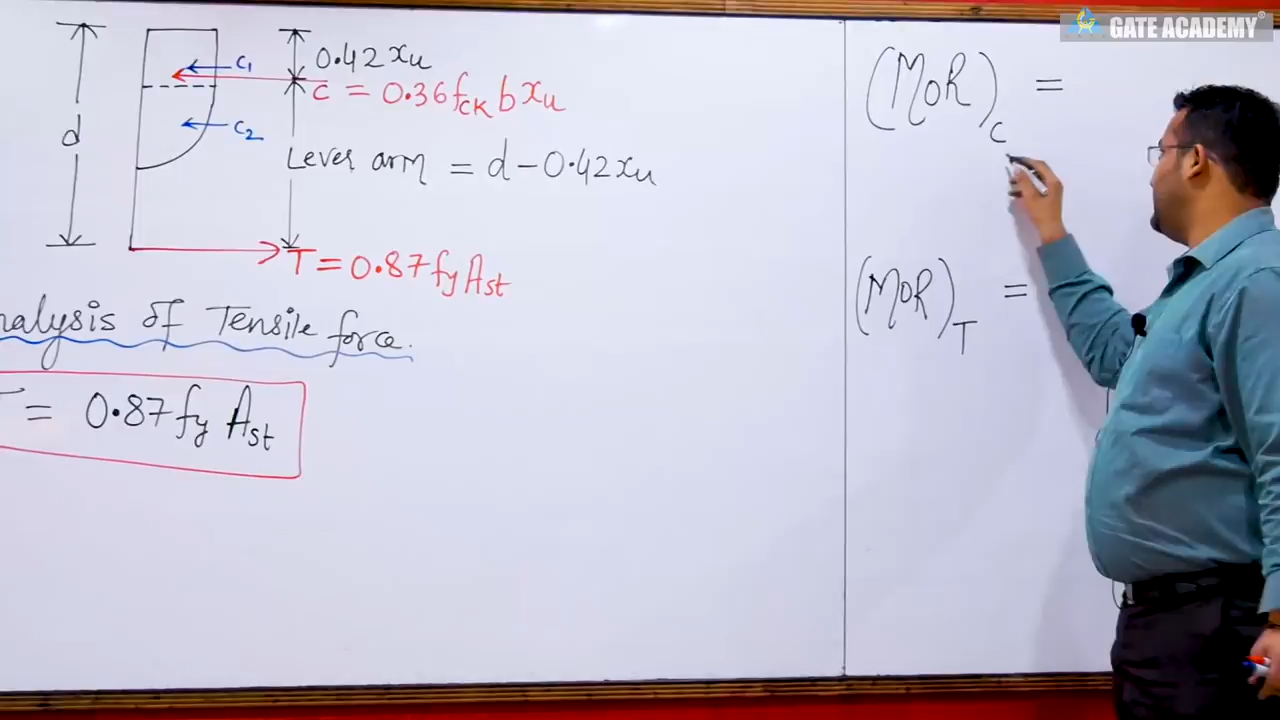 GATE ACADEMY®
0.42xu
C1
C = 0.36fCK bxu
d
C2
Lever arm = d-0.42xu
T = 0.87fy Ast
nalysis of Tensile force.
= 0.87fy Ast
(MOR)C =
(MOR)T =